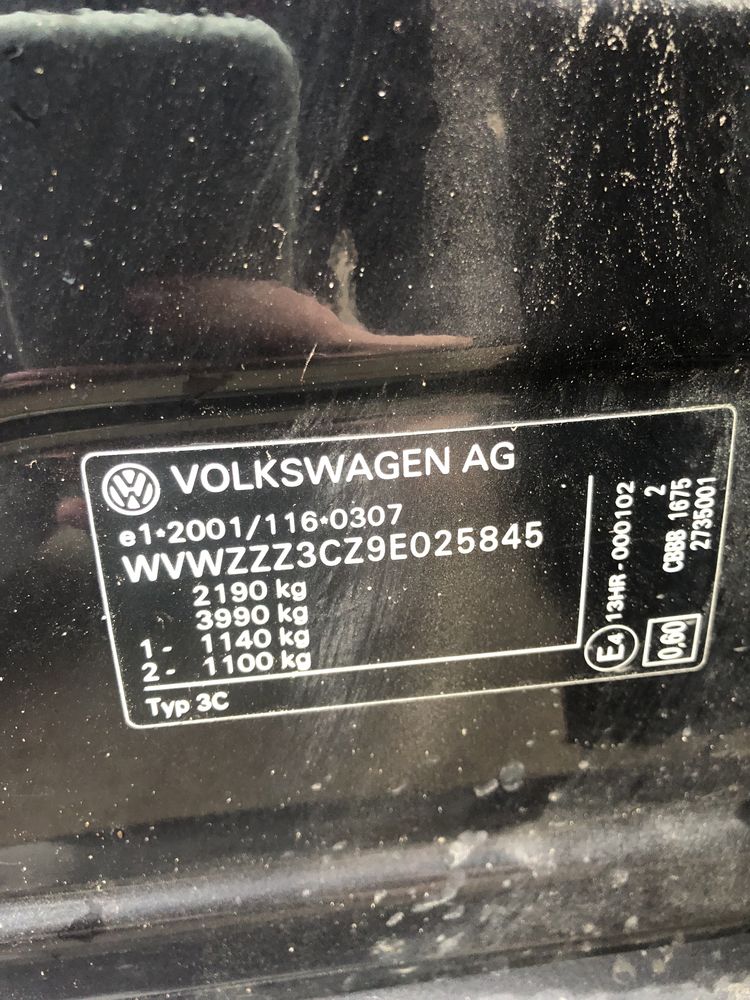 VOLKSWAGEN AG
e1*2001/116*0307
WVWZZZ3CZ9E025845
2190 kg
3990 kg
1- 1140 kg
2- 1100 kg
Typ 3C
E4 13HR-000102
2
CBBB 1675
2735001
0,60